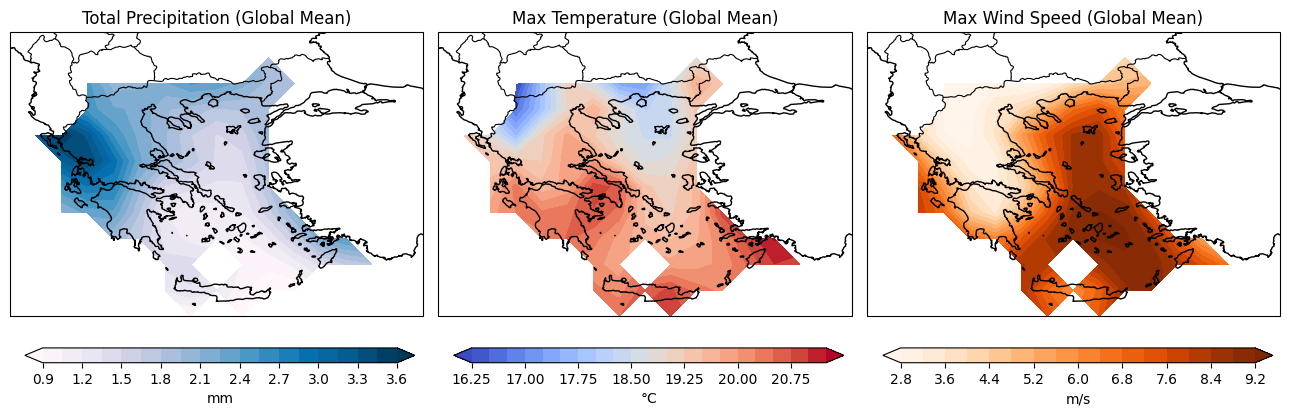 Total Precipitation (Global Mean)
Max Temperature (Global Mean)
Max Wind Speed (Global Mean)
0.9 1.2 1.5 1.8 2.1 2.4 2.7 3.0 3.3 3.6
mm
16.25 17.00 17.75 18.50 19.25 20.00 20.75
°C
2.8 3.6 4.4 5.2 6.0 6.8 7.6 8.4 9.2
m/s